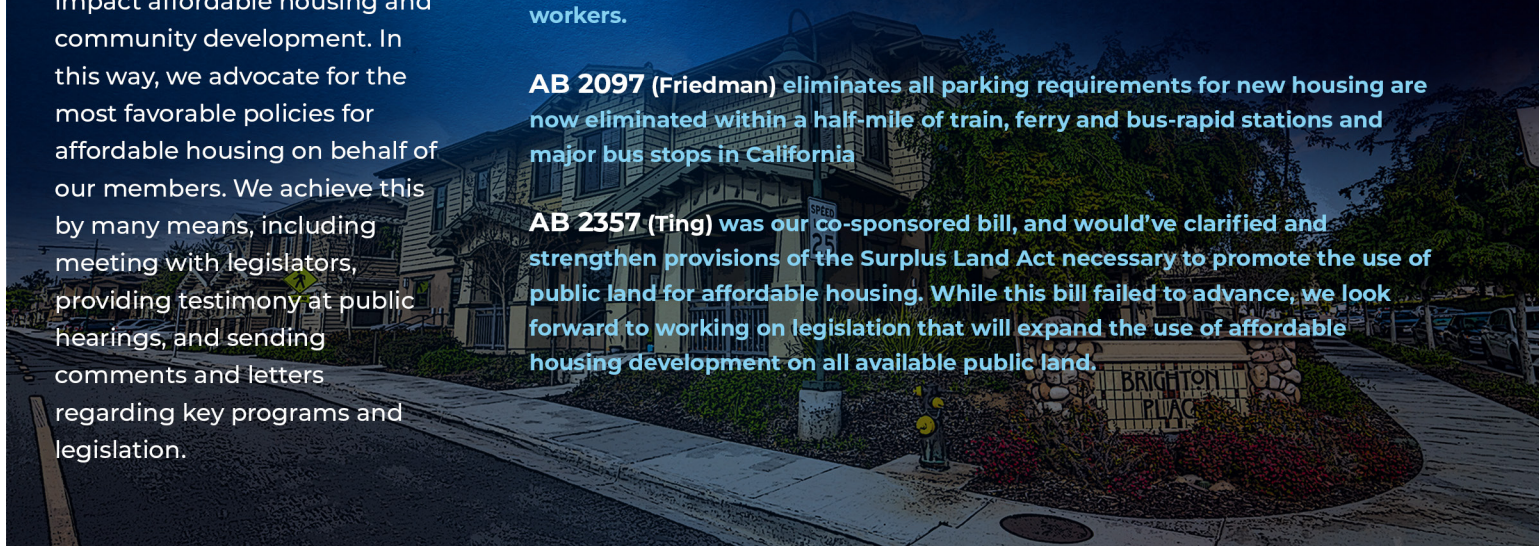 impact affordable housing and
community development. In
this way, we advocate for the
most favorable policies for
affordable housing on behalf of
our members. We achieve this
by many means, including
meeting with legislators,
providing testimony at public
hearings, and sending
comments and letters
regarding key programs and
legislation.
workers.
AB 2097 (Friedman) eliminates all parking requirements for new housing are
now eliminated within a half-mile of train, ferry and bus-rapid stations and
major bus stops in California
AB 2357 (Ting) was our co-sponsored bill, and would’ve clarified and
strengthen provisions of the Surplus Land Act necessary to promote the use of
public land for affordable housing. While this bill failed to advance, we look
forward to working on legislation that will expand the use of affordable
housing development on all available public land.
SPEED
25
BRIGHTON
PLACE